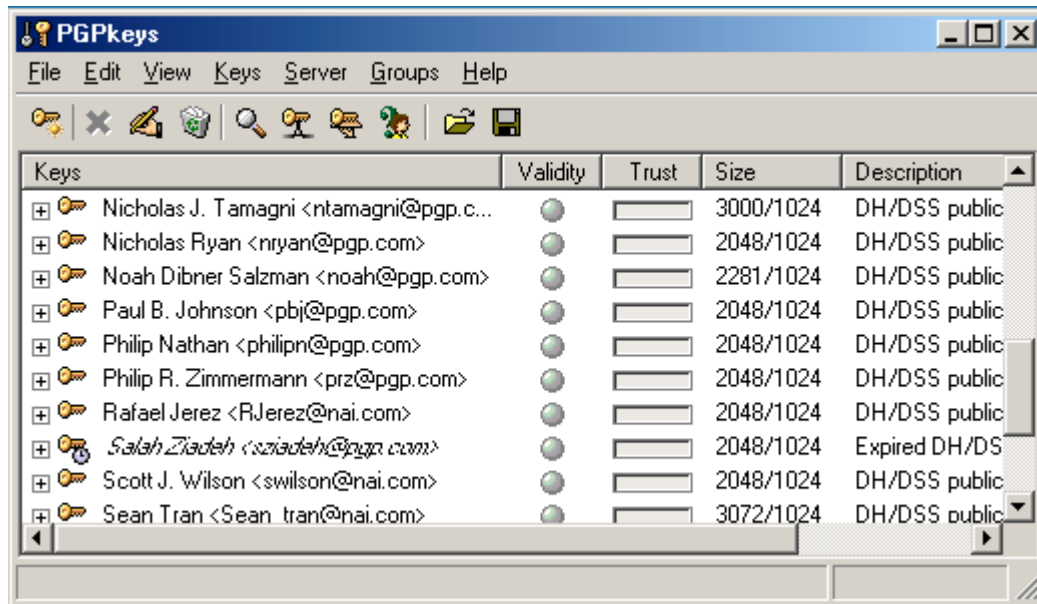 PGPkeys
File Edit View Keys Server Groups Help
Keys Validity Trust Size Description
Nicholas J. Tamagni <ntamagni@pgp.c... 3000/1024 DH/DSS public
Nicholas Ryan <nryan@pgp.com> 2048/1024 DH/DSS public
Noah Dibner Salzman <noah@pgp.com> 2281/1024 DH/DSS public
Paul B. Johnson <pbj@pgp.com> 2048/1024 DH/DSS public
Philip Nathan <philipn@pgp.com> 2048/1024 DH/DSS public
Philip R. Zimmermann <prz@pgp.com> 2048/1024 DH/DSS public
Rafael Jerez <RJerez@nai.com> 2048/1024 DH/DSS public
Salah Ziadeh <sziadeh@pgp.com> 2048/1024 Expired DH/DS
Scott J. Wilson <swilson@nai.com> 2048/1024 DH/DSS public
Sean Tran <Sean_tran@nai.com> 3072/1024 DH/DSS public